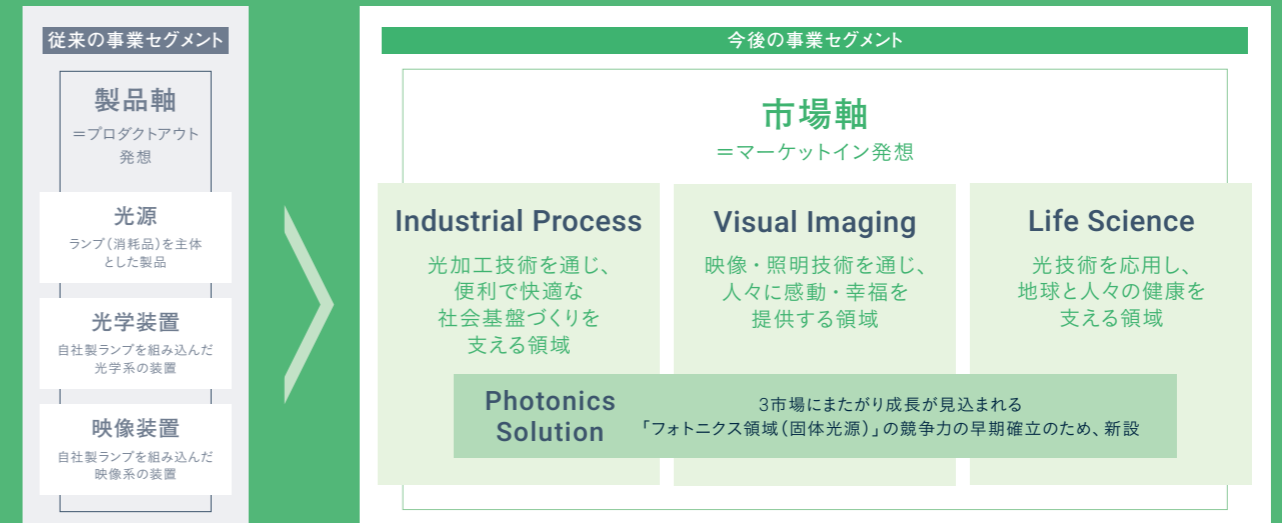 従来の事業セグメント
製品軸
＝プロダクトアウト
発想
光源
ランプ（消耗品）を主体
とした製品
光学装置
自社製ランプを組み込んだ
光学系の装置
映像装置
自社製ランプを組み込んだ
映像系の装置
今後の事業セグメント
市場軸
＝マーケットイン発想
Industrial Process
光加工技術を通じ、
便利で快適な
社会基盤づくりを
支える領域
Visual Imaging
映像・照明技術を通じ、
人々に感動・幸福を
提供する領域
Life Science
光技術を応用し、
地球と人々の健康を
支える領域
Photonics
Solution
3市場にまたがり成長が見込まれる
「フォトニクス領域（固体光源）」の競争力の早期確立のため、新設